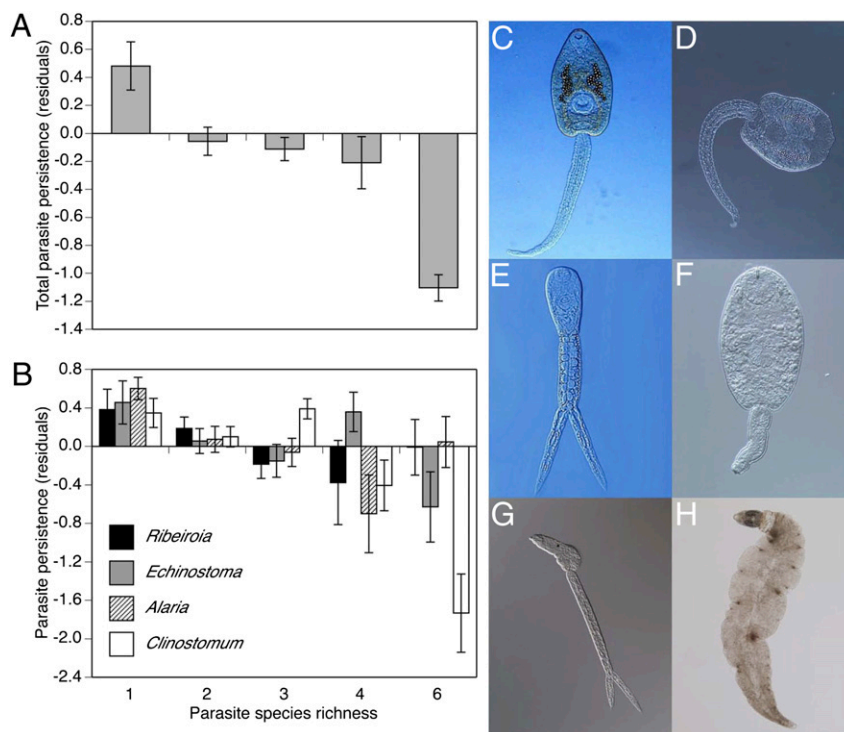 A
Total parasite persistence (residuals)
0.8
0.6
0.4
0.2
0.0
-0.2
-0.4
-0.6
-0.8
-1.0
-1.2
-1.4
B
Parasite persistence (residuals)
0.8
0.4
0.0
-0.4
-0.8
-1.2
-1.6
-2.0
-2.4
Ribeiroia
Echinostoma
Alaria
Clinostomum
1 2 3 4 6
Parasite species richness
C
D
E
F
G
H